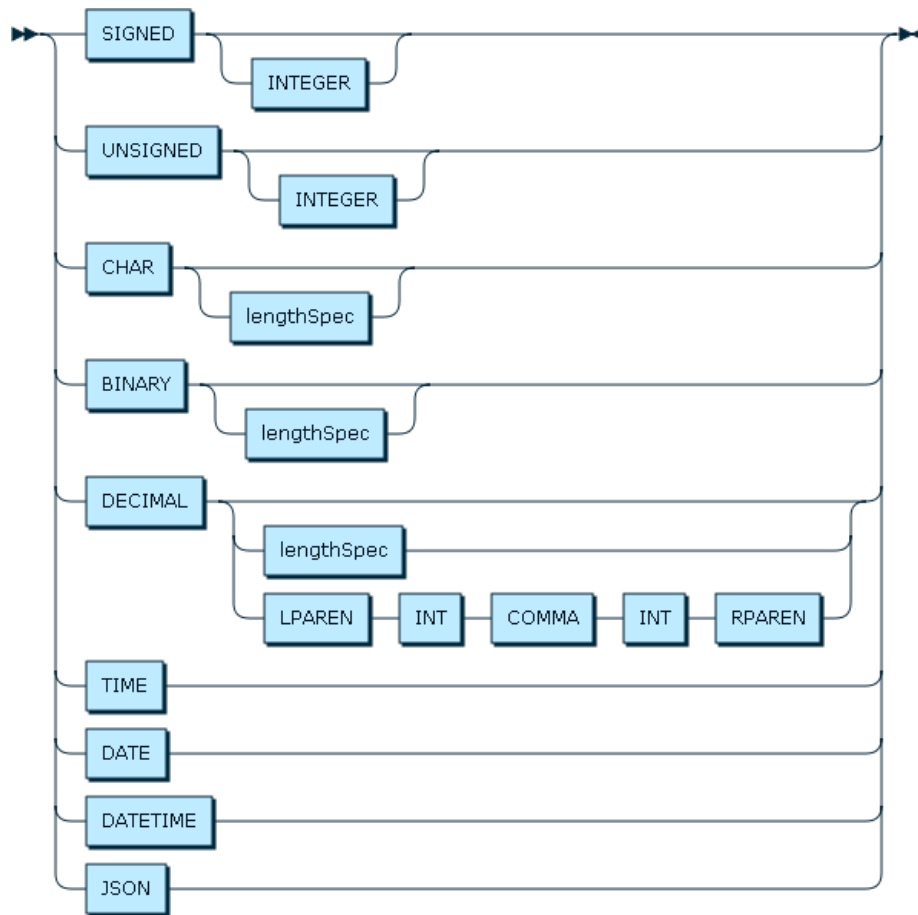 SIGNED
INTEGER
UNSIGNED
INTEGER
CHAR
lengthSpec
BINARY
lengthSpec
DECIMAL
lengthSpec
LPAREN INT COMMA INT RPAREN
TIME
DATE
DATETIME
JSON